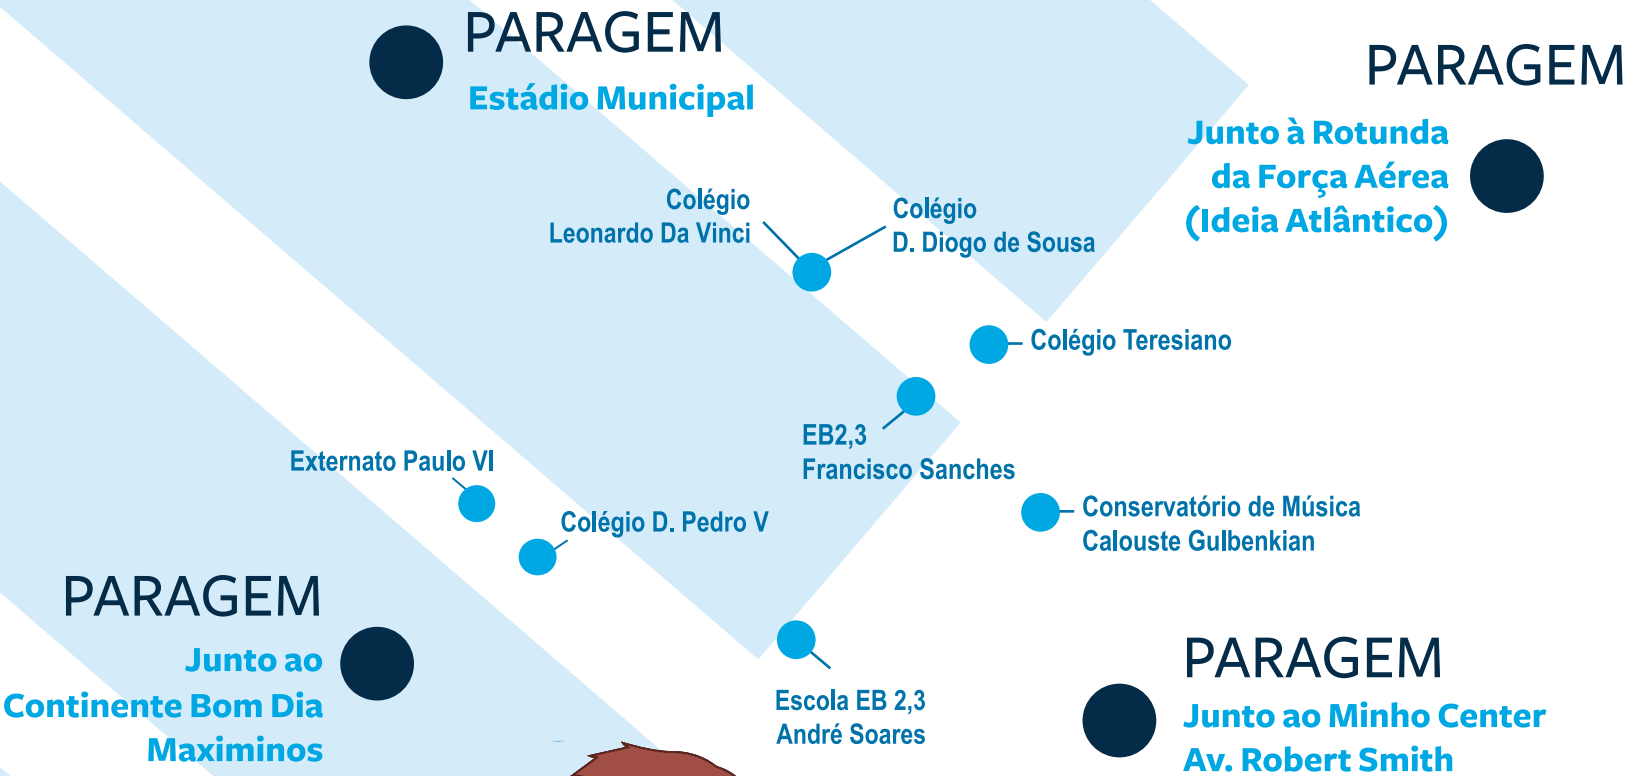 PARAGEM
Estádio Municipal
PARAGEM
Junto à Rotunda
da Força Aérea
(Ideia Atlântico)
Colégio
Leonardo Da Vinci
Colégio
D. Diogo de Sousa
Colégio Teresiano
EB2,3
Francisco Sanches
Externato Paulo VI
Colégio D. Pedro V
Conservatório de Música
Calouste Gulbenkian
PARAGEM
Junto ao
Continente Bom Dia
Maximinos
Escola EB 2,3
André Soares
PARAGEM
Junto ao Minho Center
Av. Robert Smith